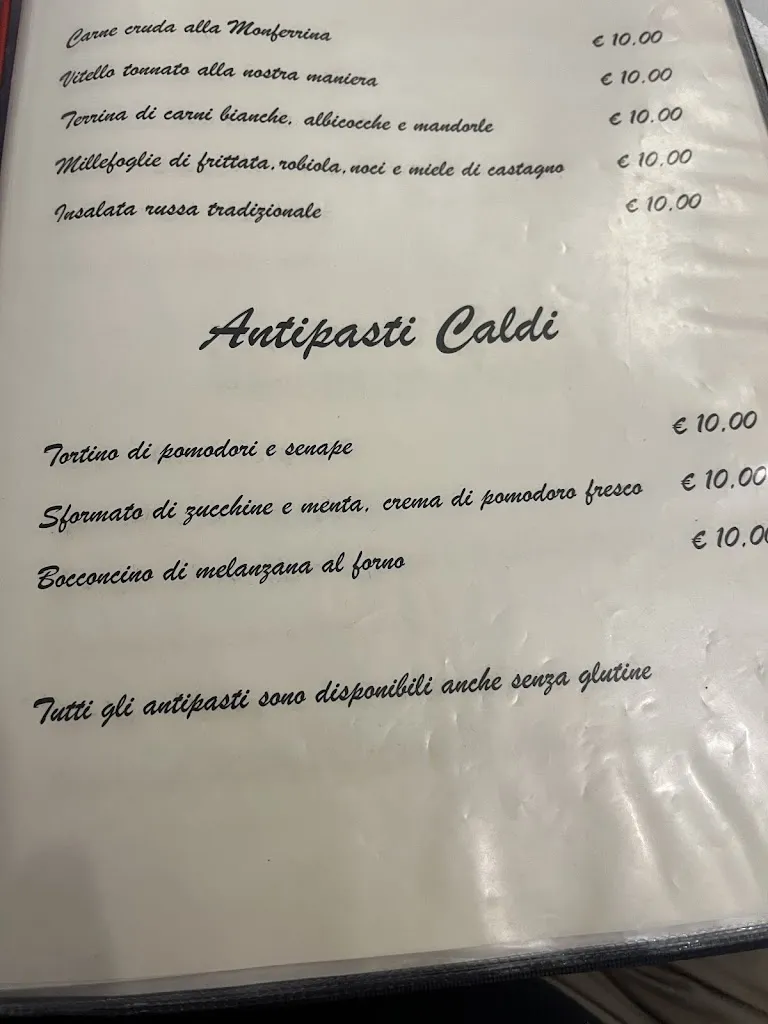 Carne cruda alla Monferrina € 10.00
Vitello tonnato alla nostra maniera € 10.00
Terrina di carni bianche, albicocche e mandorle € 10.00
Millefoglie di frittata, robiola, noci e miele di castagno € 10.00
Insalata russa tradizionale € 10.00
Antipasti Caldi
Tortino di pomodori e senape € 10.00
Sformato di zucchine e menta, crema di pomodoro fresco € 10.00
Bocconcino di melanzana al forno € 10.00
Tutti gli antipasti sono disponibili anche senza glutine